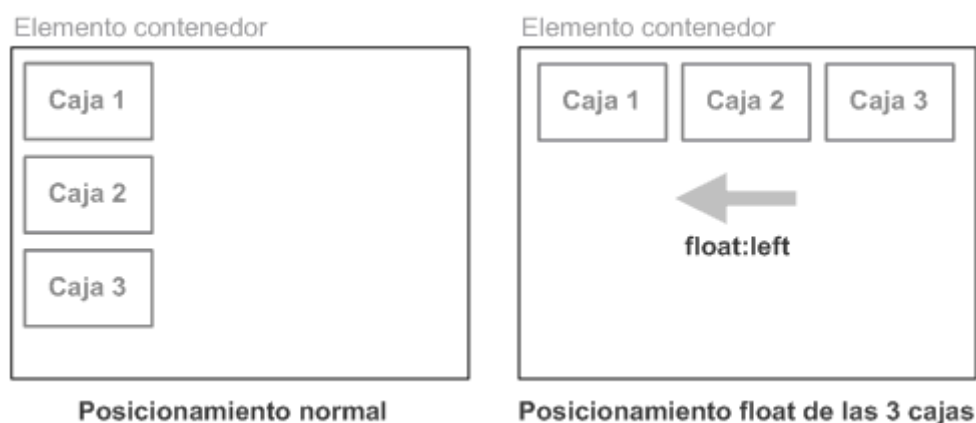 Elemento contenedor
Caja 1
Caja 2
Caja 3
Posicionamiento normal
Elemento contenedor
Caja 1 Caja 2 Caja 3
float:left
Posicionamiento float de las 3 cajas